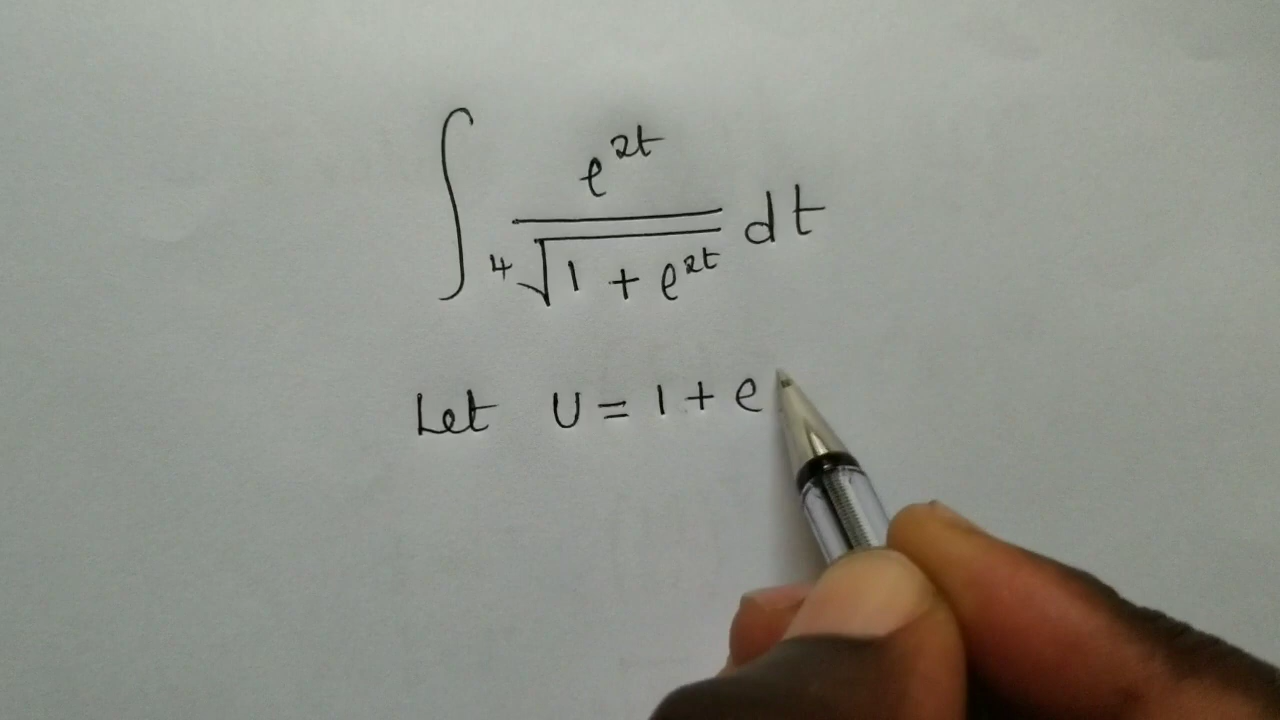 ∫ e^{2t} / ⁴√(1 + e^{2t}) dt
Let U = 1 + e